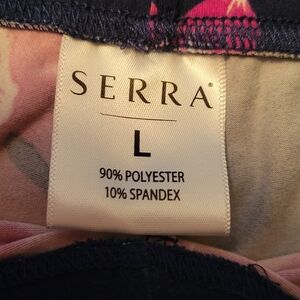 SERRA
L
90% POLYESTER
10% SPANDEX